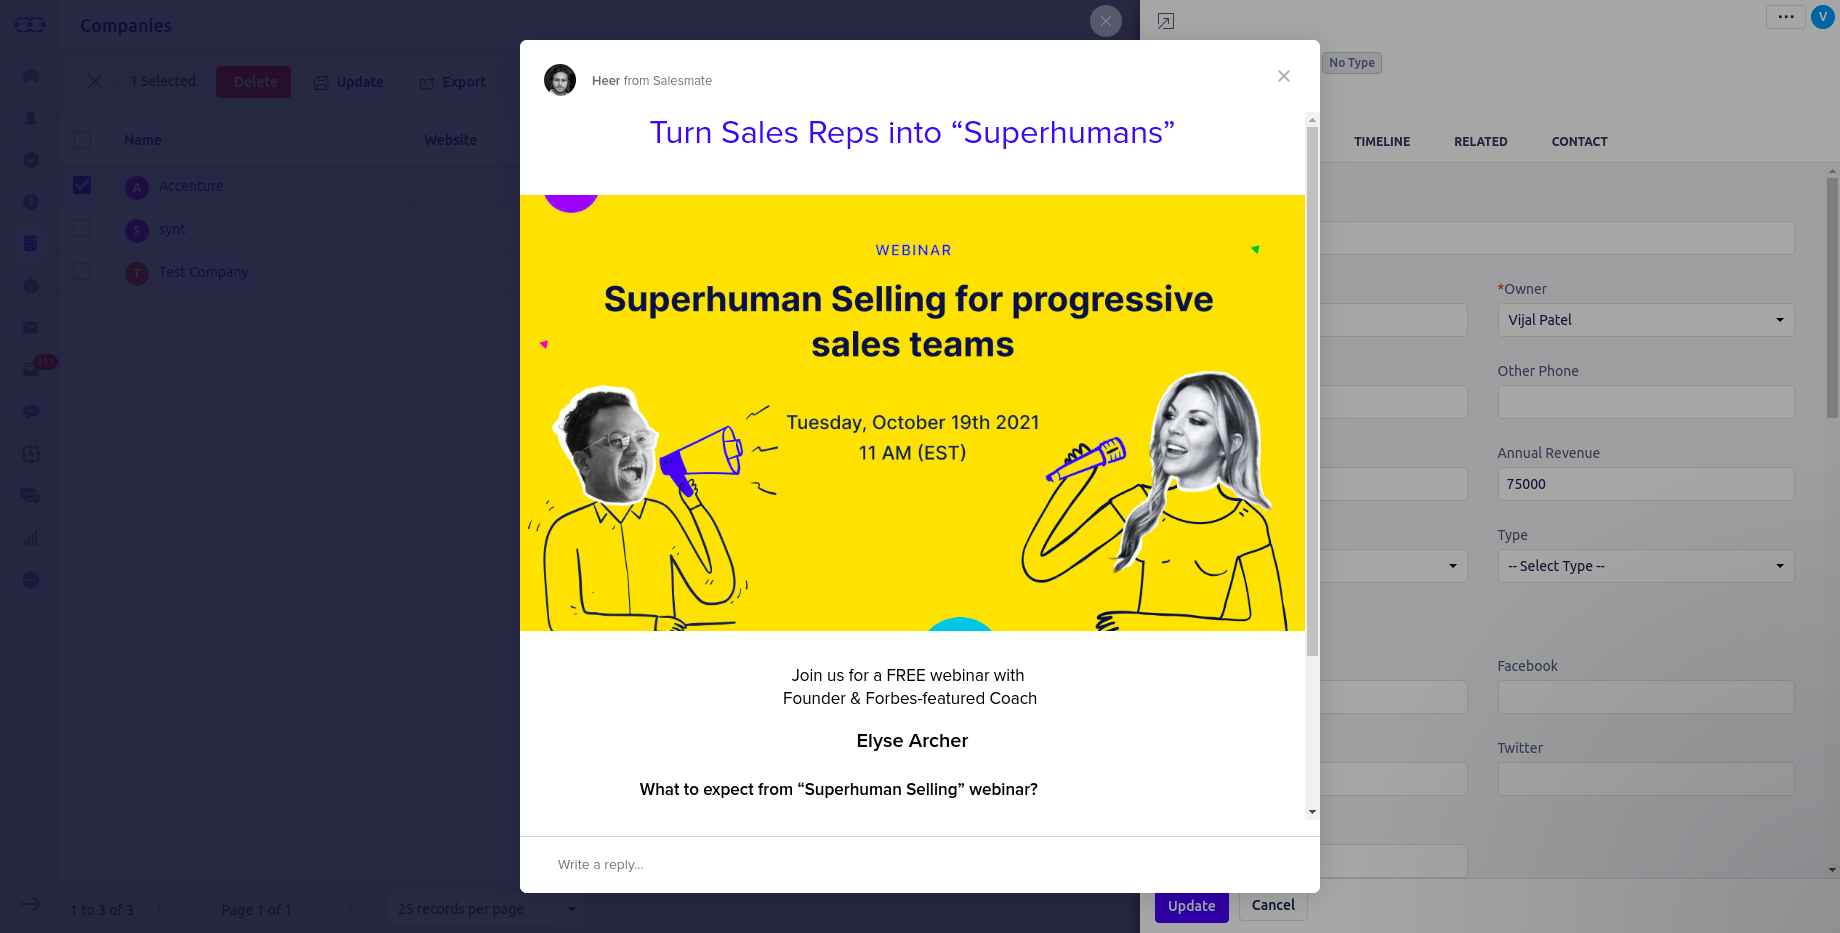 Companies
1 Selected
Delete
Update
Export
Name
Website
A
Accenture
S
synt
T
Test Company
211
1 to 3 of 3
Page 1 of 1
25 records per page
Heer from Salesmate
Turn Sales Reps into “Superhumans”
WEBINAR
Superhuman Selling for progressive
sales teams
Tuesday, October 19th 2021
11 AM (EST)
Join us for a FREE webinar with
Founder & Forbes-featured Coach
Elyse Archer
What to expect from “Superhuman Selling” webinar?
Write a reply...
V
No Type
TIMELINE
RELATED
CONTACT
*Owner
Vijal Patel
Other Phone
Annual Revenue
75000
Type
-- Select Type --
Facebook
Twitter
Update
Cancel